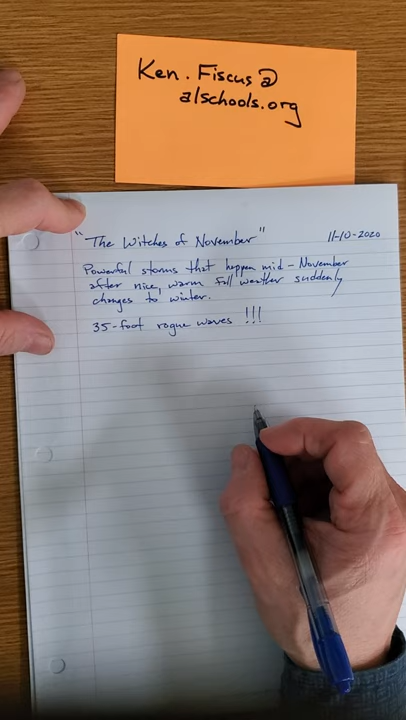 Ken.Fiscus@
alschools.org
"The Witches of November" 11-10-2020
Powerful storms that happen mid-November
after nice, warm fall weather suddenly
changes to winter.
35-foot rogue waves !!!